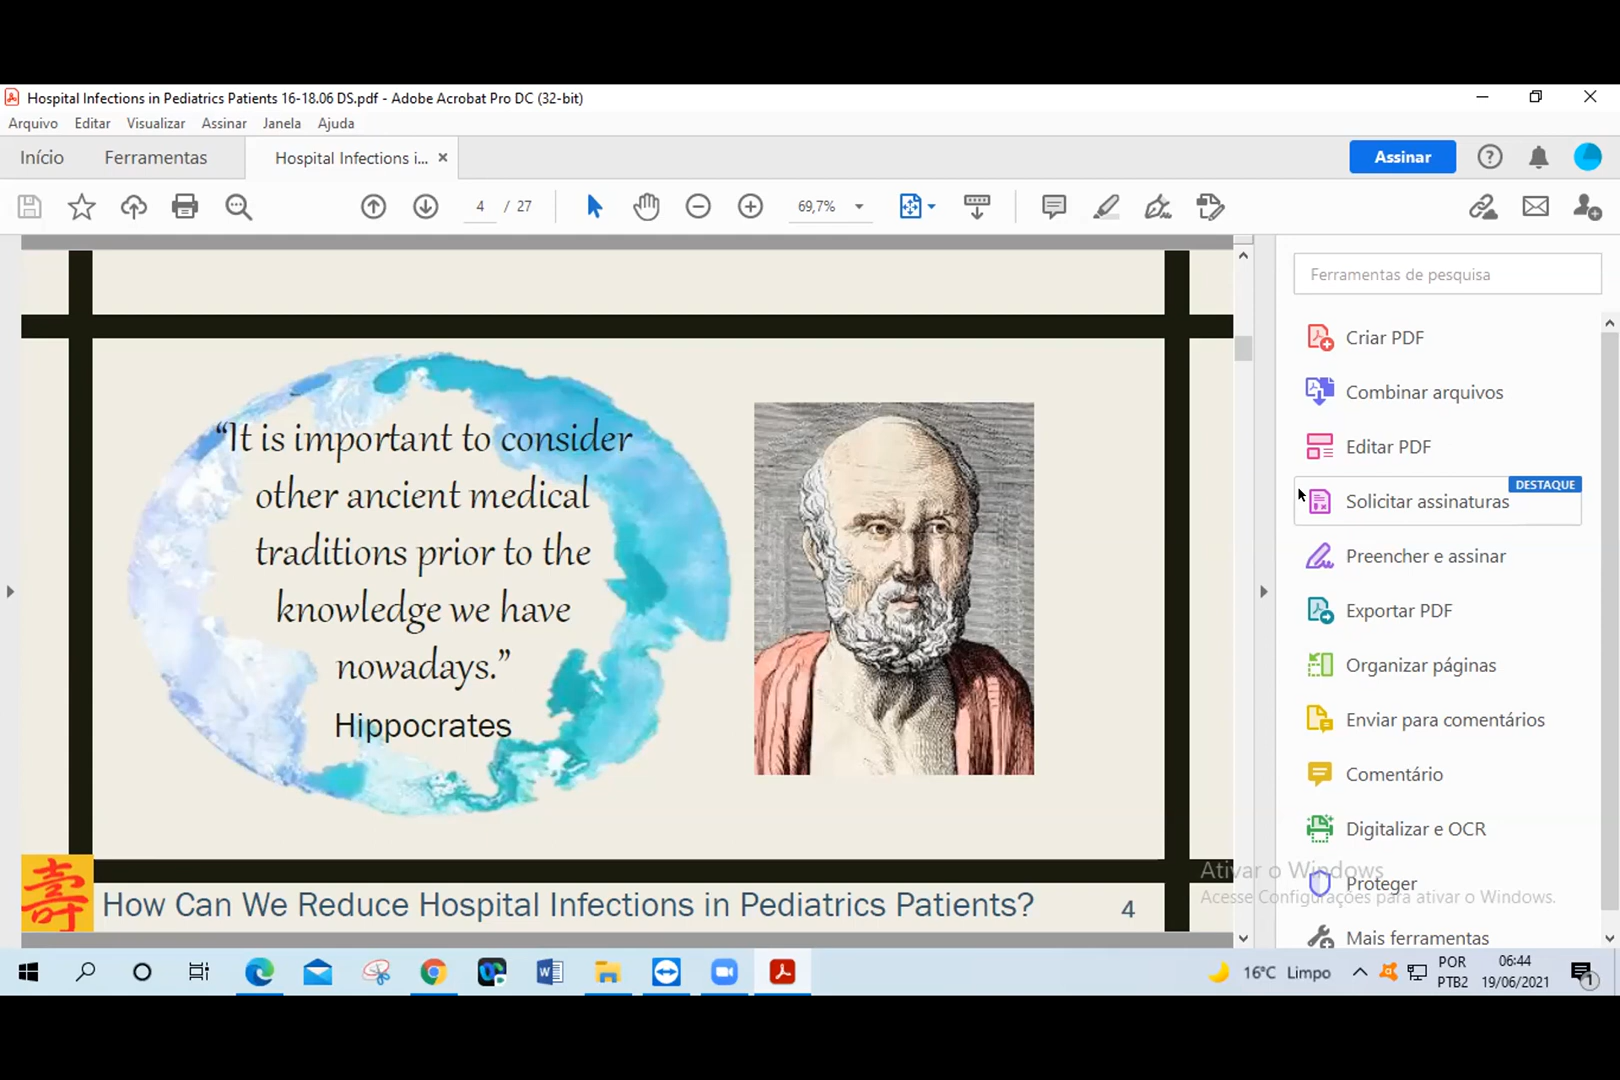 Hospital Infections in Pediatrics Patients 16-18.06 DS.pdf - Adobe Acrobat Pro DC (32-bit)
Arquivo Editar Visualizar Assinar Janela Ajuda
Início Ferramentas Hospital Infections i... Assinar
4 / 27 69,7%
Ferramentas de pesquisa
Criar PDF
Combinar arquivos
Editar PDF
DESTAQUE
Solicitar assinaturas
Preencher e assinar
Exportar PDF
Organizar páginas
Enviar para comentários
Comentário
Digitalizar e OCR
Proteger
Mais ferramentas
“It is important to consider
other ancient medical
traditions prior to the
knowledge we have
nowadays.”
Hippocrates
壽 How Can We Reduce Hospital Infections in Pediatrics Patients? 4
Ativar o Windows
Acesse Configurações para ativar o Windows.
16°C Limpo
POR
PTB2
06:44
19/06/2021
1